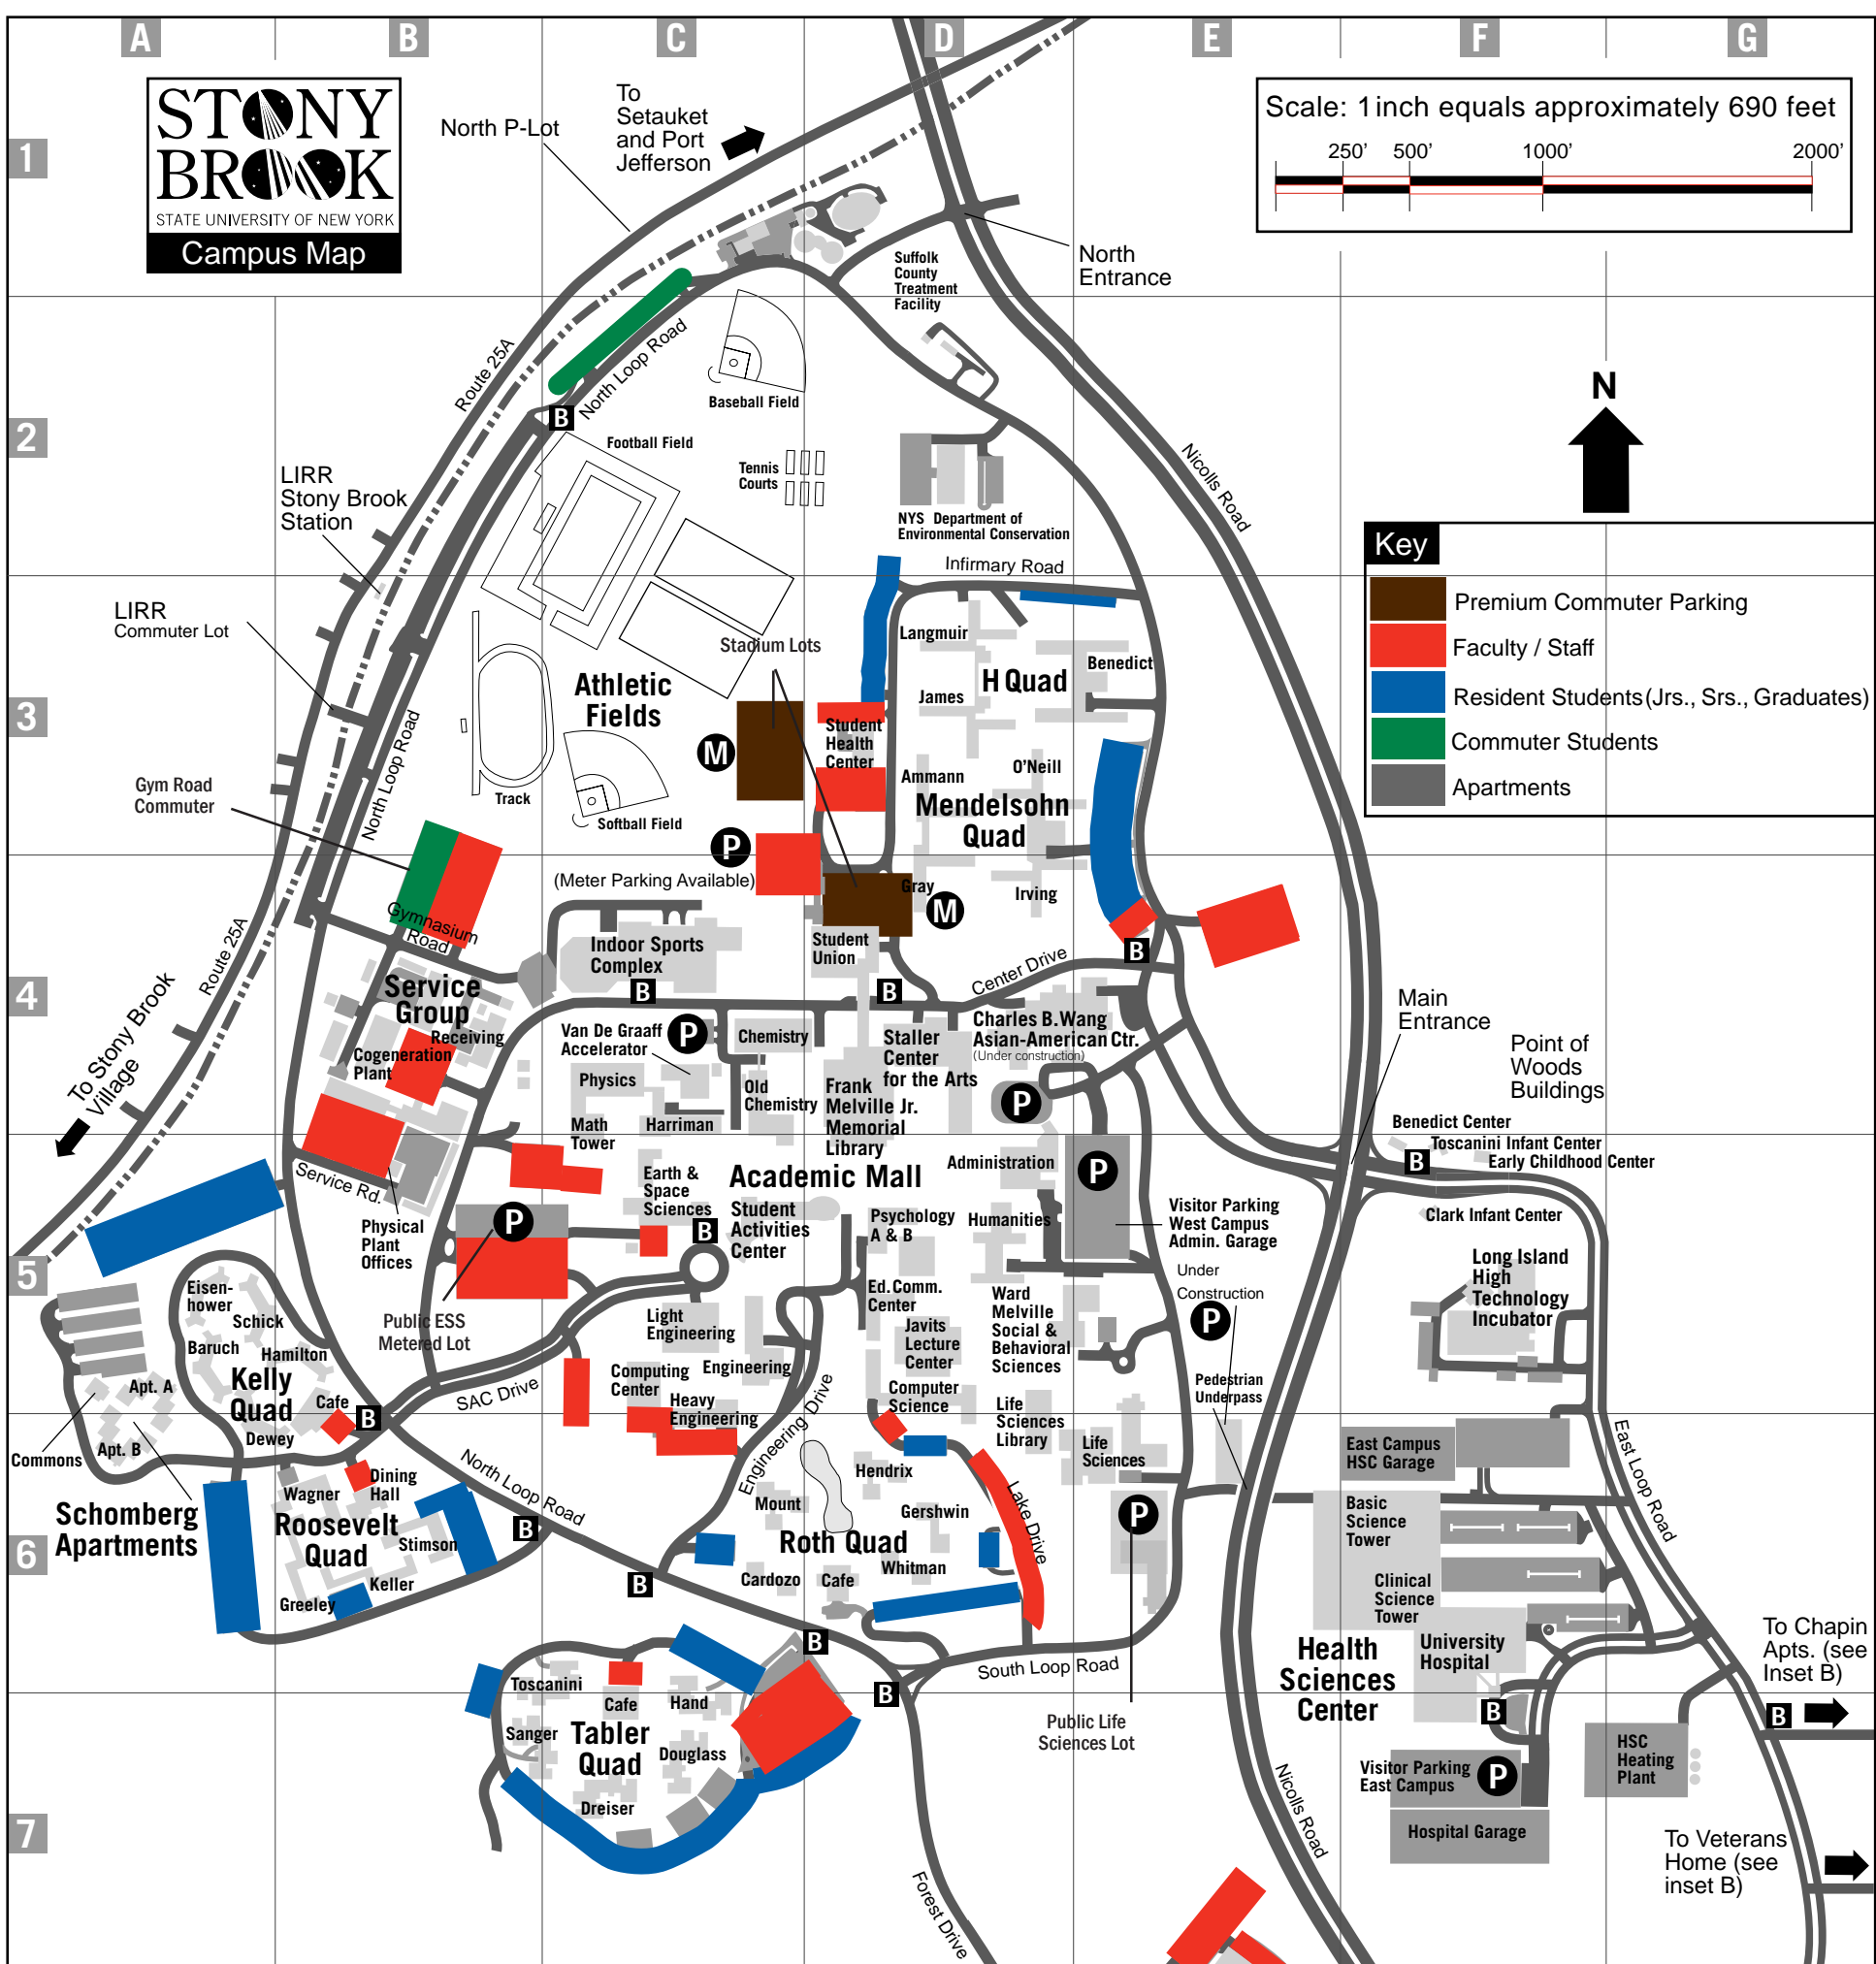 A
B
C
D
E
F
G
1
2
3
4
5
6
7
STONY
BROOK
STATE UNIVERSITY OF NEW YORK
Campus Map
Scale: 1 inch equals approximately 690 feet
250' 500' 1000' 2000'
North P-Lot
To
Setauket
and Port
Jefferson
North
Entrance
Suffolk
County
Treatment
Facility
Route 25A
North Loop Road
B
Baseball Field
Football Field
Tennis
Courts
LIRR
Stony Brook
Station
NYS Department of
Environmental Conservation
Nicolls Road
N
Key
Premium Commuter Parking
Faculty / Staff
Resident Students (Jrs., Srs., Graduates)
Commuter Students
Apartments
Infirmary Road
LIRR
Commuter Lot
Langmuir
Stadium Lots
Benedict
H Quad
James
Athletic
Fields
Student
Health
Center
M
North Loop Road
O'Neill
Ammann
Mendelsohn
Quad
Gym Road
Commuter
Track
Softball Field
P
(Meter Parking Available)
Gray
M
Irving
Gymnasium
Road
Indoor Sports
Complex
B
Student
Union
B
Center Drive
B
Route 25A
To Stony Brook
Village
Service
Group
Receiving
Cogeneration
Plant
Van De Graaff
Accelerator
P
Chemistry
Staller
Center
for the Arts
Charles B. Wang
Asian-American Ctr.
(Under construction)
Main
Entrance
Point of
Woods
Buildings
Physics
Old
Chemistry
Frank
Melville Jr.
Memorial
Library
P
Math
Tower
Harriman
Benedict Center
Toscanini Infant Center
Early Childhood Center
B
Service Rd.
Earth &
Space
Sciences
Academic Mall
Administration
P
Physical
Plant
Offices
P
B
Student
Activities
Center
Psychology
A & B
Humanities
Visitor Parking
West Campus
Admin. Garage
Clark Infant Center
Long Island
High
Technology
Incubator
Under
Construction
P
Eisen-
hower
Schick
Baruch
Hamilton
Kelly
Quad
Cafe
B
Dewey
Apt. A
Apt. B
Commons
Public ESS
Metered Lot
SAC Drive
Light
Engineering
Computing
Center
Engineering
Heavy
Engineering
Ed. Comm.
Center
Javits
Lecture
Center
Computer
Science
Ward
Melville
Social &
Behavioral
Sciences
Life
Sciences
Library
Life
Sciences
Pedestrian
Underpass
Engineering Drive
East Campus
HSC Garage
East Loop Road
Schomberg
Apartments
Wagner
Dining
Hall
Roosevelt
Quad
Stimson
Keller
Greeley
North Loop Road
B
B
Hendrix
Mount
Gershwin
Roth Quad
Whitman
Cardozo
Cafe
Lake Drive
P
Basic
Science
Tower
Clinical
Science
Tower
University
Hospital
Health
Sciences
Center
B
To Chapin
Apts. (see
Inset B)
B
B
B
South Loop Road
Public Life
Sciences Lot
Toscanini
Cafe
Hand
Sanger
Tabler
Quad
Douglass
Dreiser
Visitor Parking
East Campus
P
Hospital Garage
HSC
Heating
Plant
To Veterans
Home (see
inset B)
Nicolls Road
Forest Drive